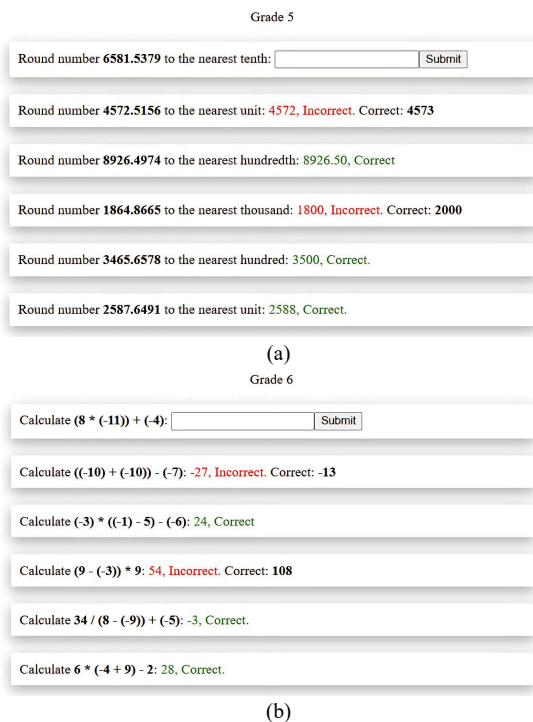 Grade 5
Round number 6581.5379 to the nearest tenth: Submit
Round number 4572.5156 to the nearest unit: 4572, Incorrect. Correct: 4573
Round number 8926.4974 to the nearest hundredth: 8926.50, Correct
Round number 1864.8665 to the nearest thousand: 1800, Incorrect. Correct: 2000
Round number 3465.6578 to the nearest hundred: 3500, Correct.
Round number 2587.6491 to the nearest unit: 2588, Correct.
(a)
Grade 6
Calculate (8 * (-11)) + (-4): Submit
Calculate ((-10) + (-10)) - (-7): -27, Incorrect. Correct: -13
Calculate (-3) * ((-1) - 5) - (-6): 24, Correct
Calculate (9 - (-3)) * 9: 54, Incorrect. Correct: 108
Calculate 34 / (8 - (-9)) + (-5): -3, Correct.
Calculate 6 * (-4 + 9) - 2: 28, Correct.
(b)